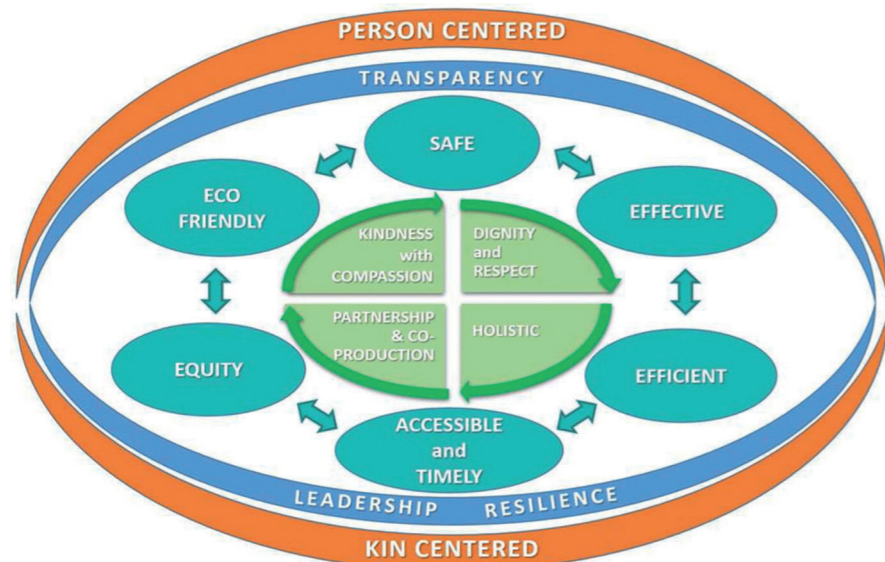 PERSON CENTERED
TRANSPARENCY
SAFE
ECO
FRIENDLY
EFFECTIVE
KINDNESS
with
COMPASSION
DIGNITY
and
RESPECT
PARTNERSHIP
& CO-
PRODUCTION
HOLISTIC
EQUITY
EFFICIENT
ACCESSIBLE
and
TIMELY
LEADERSHIP RESILIENCE
KIN CENTERED